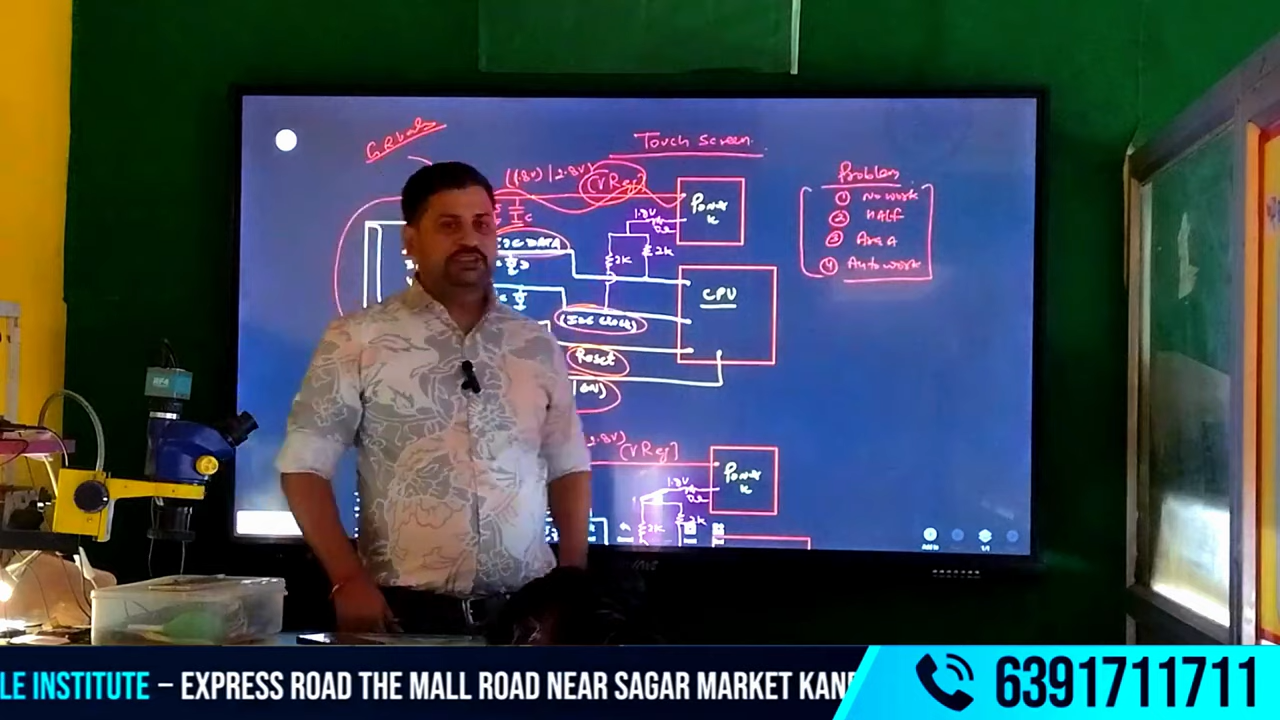 Touch screen
(1.8V) | 2.8V)
(V Reg)
Power
Ic
1.8V
2K
2K
I2C DATA
CPU
(I2C Clock)
Reset
Problem
① No work
② HALF
③ Area
④ Auto work
2.8V)
(V Reg]
Power
Ic
1.8V
2K
2K
LE INSTITUTE – EXPRESS ROAD THE MALL ROAD NEAR SAGAR MARKET KAN
6391711711